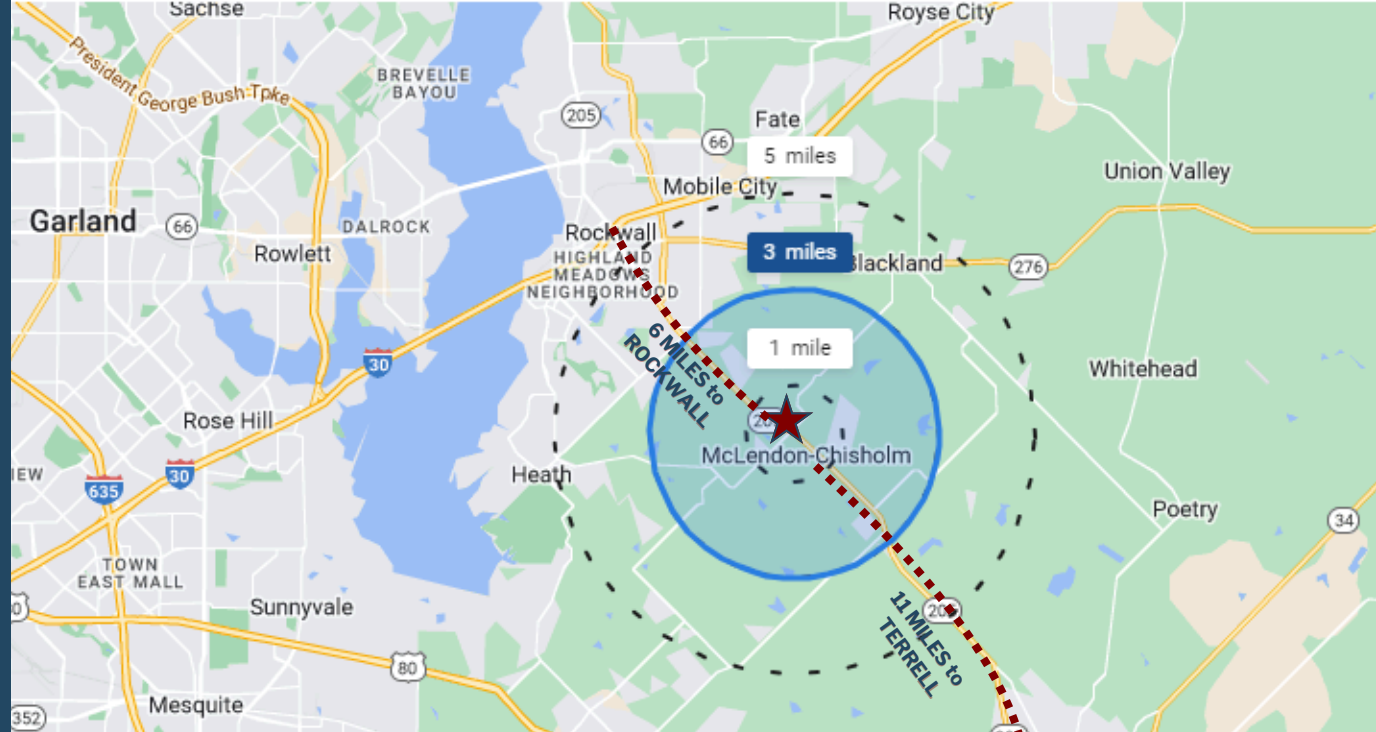 Sachse
Royse City
President George Bush Tpke
BREVELLE
BAYOU
205
Fate
66
5 miles
Union Valley
Mobile City
Garland
66
DALROCK
Rockwall
Rowlett
3 miles
HIGHLAND
MEADOWS
NEIGHBORHOOD
Blackland
276
1 mile
30
6 MILES to
ROCKWALL
Whitehead
Rose Hill
McLendon-Chisholm
30
Heath
635
Poetry
34
TOWN
EAST MALL
Sunnyvale
11 MILES to
TERRELL
80
Mesquite
352